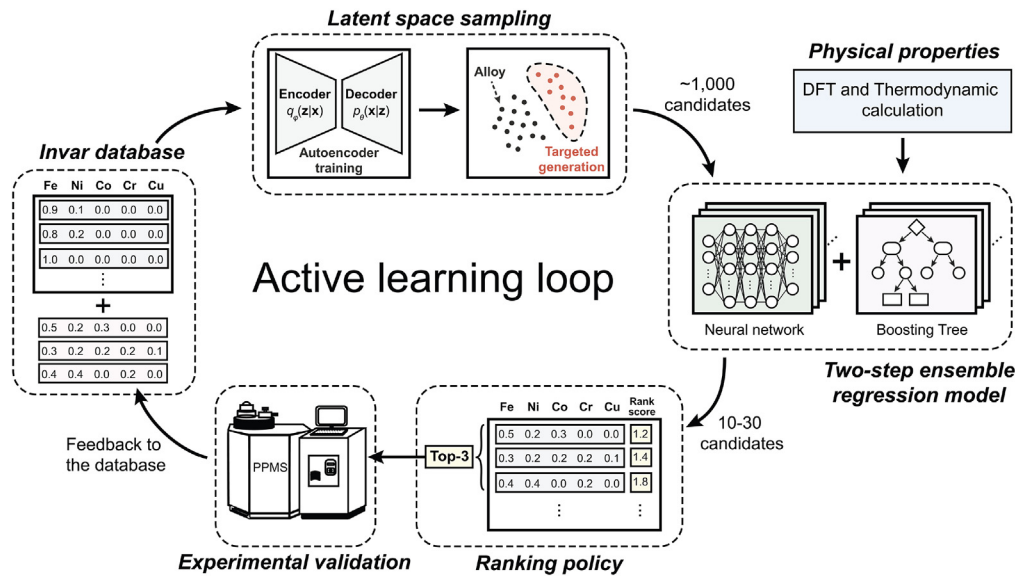 Latent space sampling
Encoder
qφ(z|x)
Decoder
pθ(x|z)
Autoencoder
training
Alloy
Targeted
generation
~1,000
candidates
Physical properties
DFT and Thermodynamic
calculation
Neural network
+
Boosting Tree
Two-step ensemble
regression model
10-30
candidates
Active learning loop
Invar database
Fe Ni Co Cr Cu
0.9 0.1 0.0 0.0 0.0
0.8 0.2 0.0 0.0 0.0
1.0 0.0 0.0 0.0 0.0
⋮
+
0.5 0.2 0.3 0.0 0.0
0.3 0.2 0.2 0.2 0.1
0.4 0.4 0.0 0.2 0.0
Fe Ni Co Cr Cu Rank
score
0.5 0.2 0.3 0.0 0.0 1.2
0.3 0.2 0.2 0.2 0.1 1.4
0.4 0.4 0.0 0.2 0.0 1.8
⋮ ⋮
Top-3
Ranking policy
PPMS
Experimental validation
Feedback to
the database